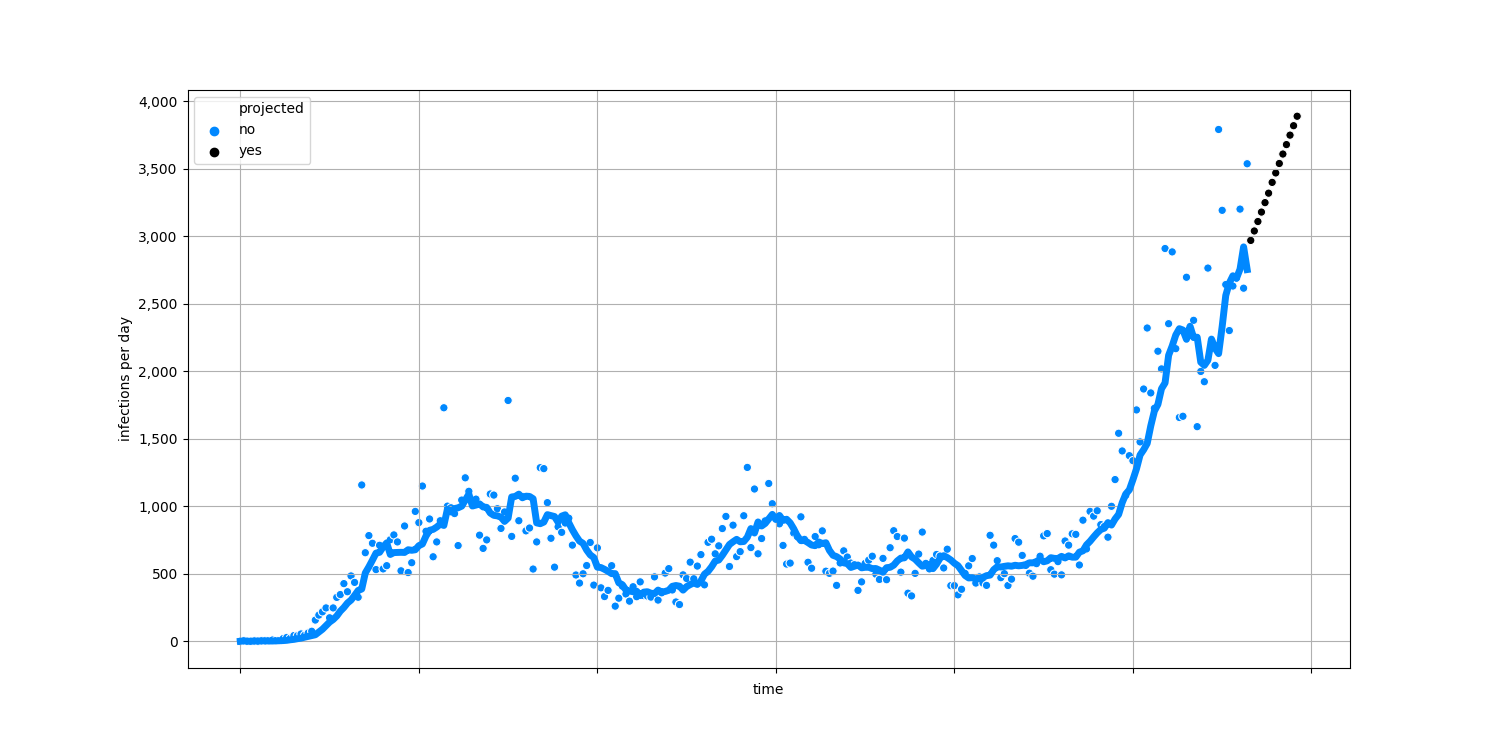 projected
no
yes
4,000
3,500
3,000
2,500
2,000
1,500
1,000
500
0
infections per day
time